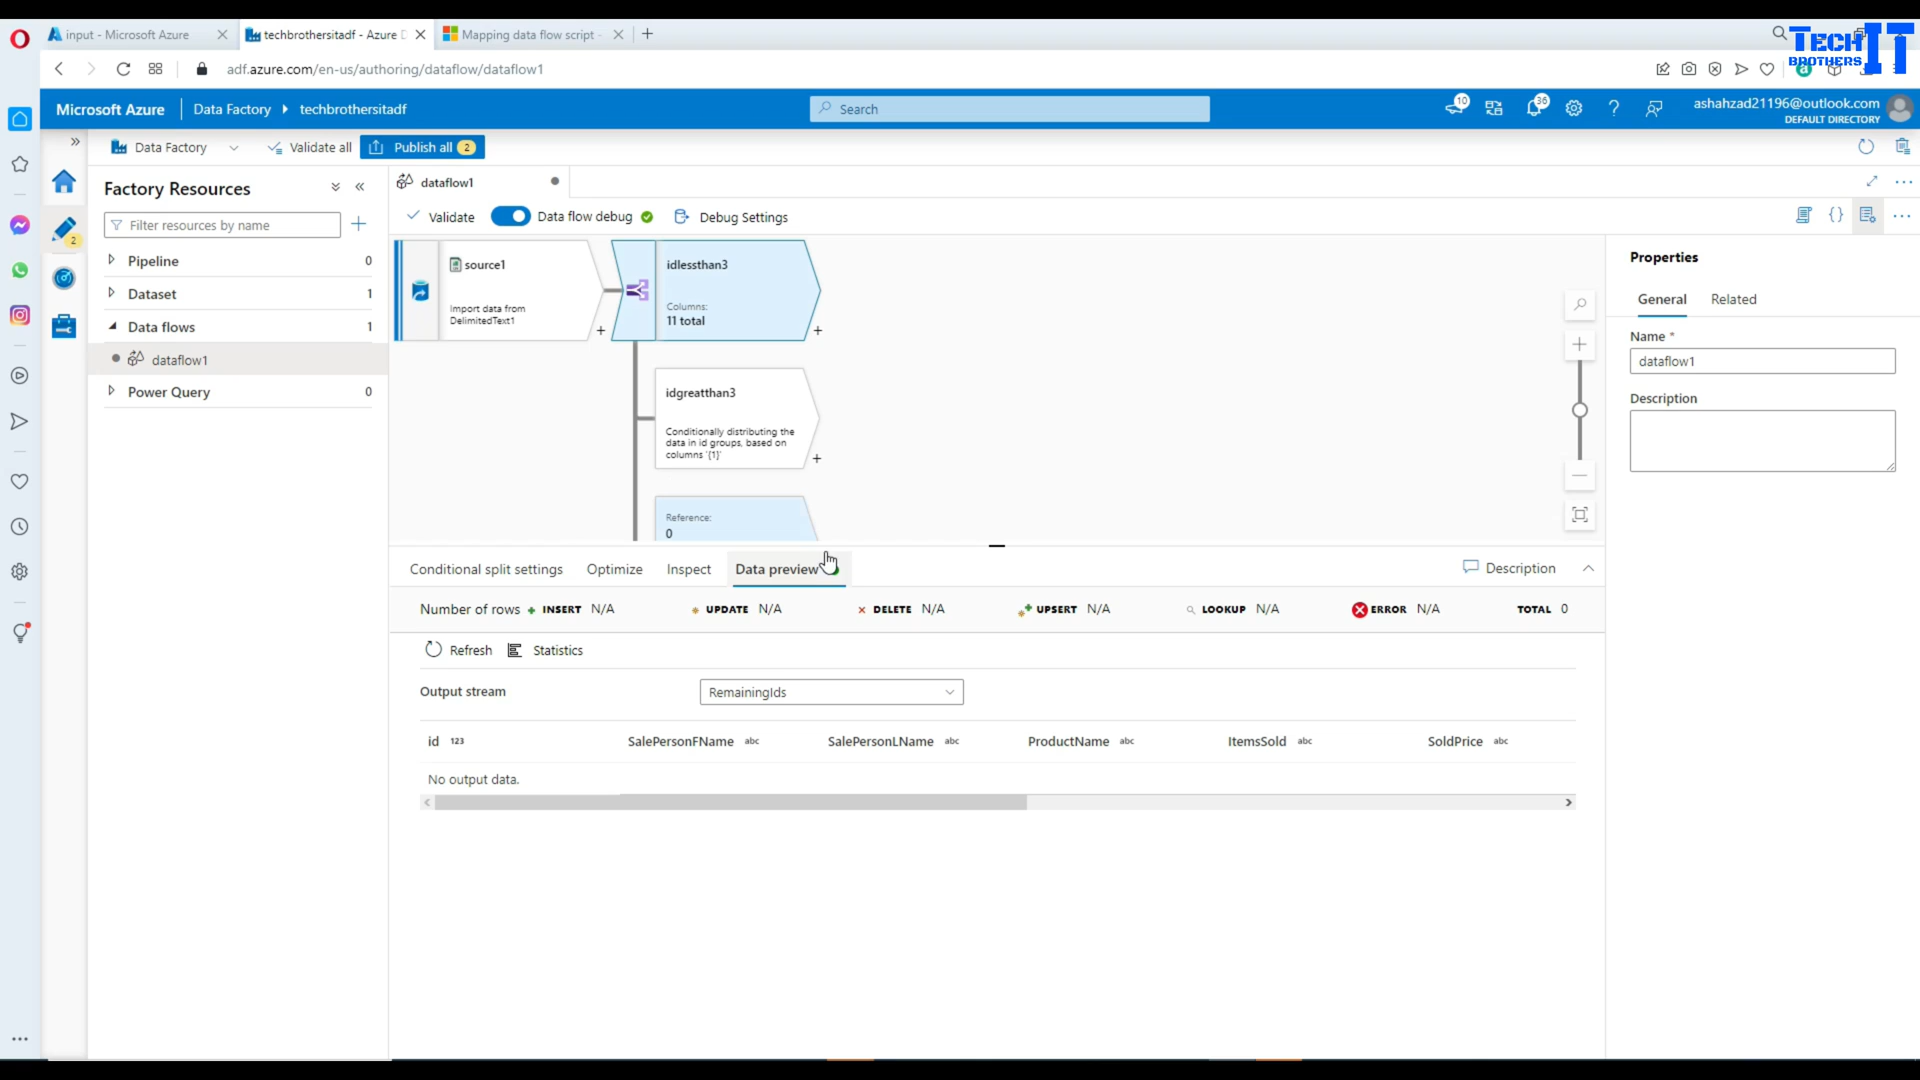 input - Microsoft Azure
techbrothersitadf - Azure D
Mapping data flow script -
TECH IT
BROTHERS
adf.azure.com/en-us/authoring/dataflow/dataflow1
Microsoft Azure
Data Factory
techbrothersitadf
Search
10
36
ashahzad21196@outlook.com
DEFAULT DIRECTORY
Data Factory
Validate all
Publish all
2
Factory Resources
Filter resources by name
2
Pipeline
0
Dataset
1
Data flows
1
dataflow1
Power Query
0
dataflow1
Validate
Data flow debug
Debug Settings
source1
Import data from
DelimitedText1
idlessthan3
Columns:
11 total
idgreatthan3
Conditionally distributing the
data in id groups, based on
columns '{1}'
Reference:
0
Properties
General
Related
Name *
dataflow1
Description
Conditional split settings
Optimize
Inspect
Data preview
Description
Number of rows
INSERT N/A
UPDATE N/A
DELETE N/A
UPSERT N/A
LOOKUP N/A
ERROR N/A
TOTAL 0
Refresh
Statistics
Output stream
RemainingIds
id 123
SalePersonFName abc
SalePersonLName abc
ProductName abc
ItemsSold abc
SoldPrice abc
No output data.